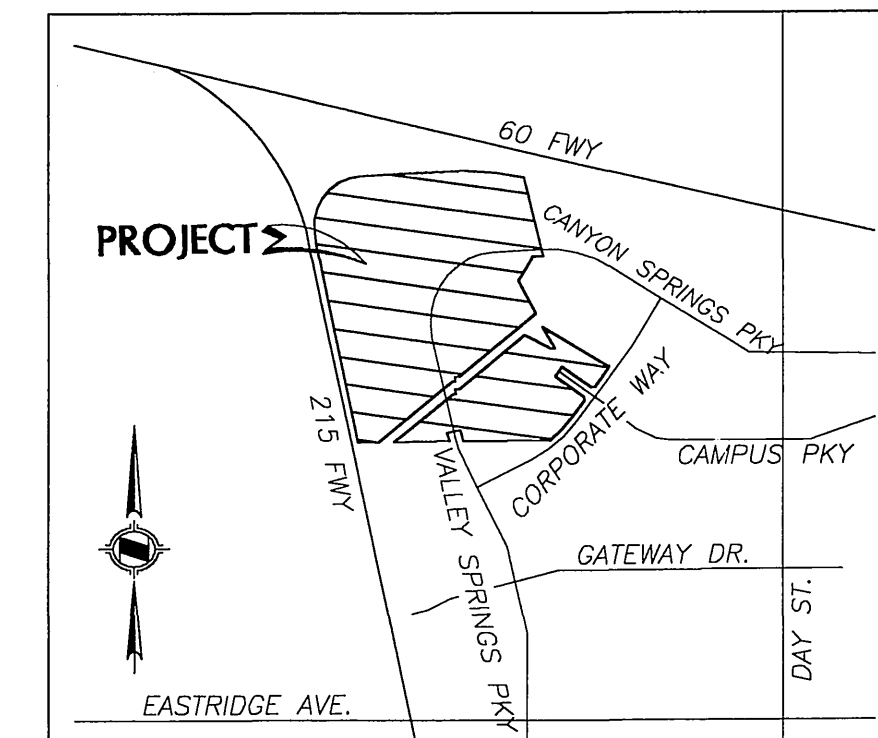 60 FWY
PROJECT
CANYON SPRINGS PKY
215 FWY
CORPORATE WAY
CAMPUS PKY
VALLEY SPRINGS PKY
GATEWAY DR.
DAY ST.
EASTRIDGE AVE.